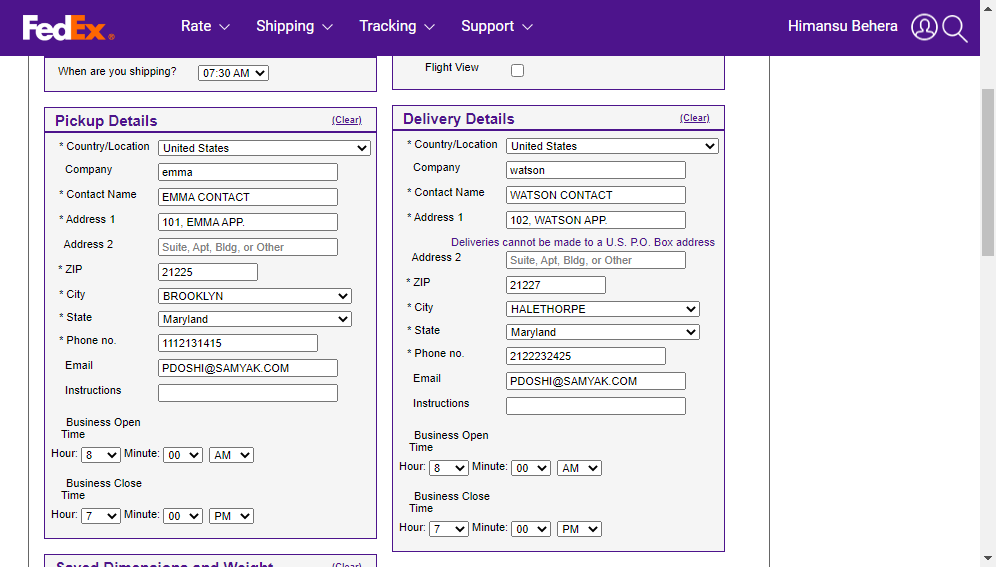 FedEx®
Rate Shipping Tracking Support Himansu Behera
When are you shipping? 07:30 AM
Flight View
Pickup Details (Clear)
* Country/Location United States
Company emma
* Contact Name EMMA CONTACT
* Address 1 101, EMMA APP.
Address 2 Suite, Apt, Bldg, or Other
* ZIP 21225
* City BROOKLYN
* State Maryland
* Phone no. 1112131415
Email PDOSHI@SAMYAK.COM
Instructions
Business Open
Time
Hour: 8 Minute: 00 AM
Business Close
Time
Hour: 7 Minute: 00 PM
Delivery Details (Clear)
* Country/Location United States
Company watson
* Contact Name WATSON CONTACT
* Address 1 102, WATSON APP.
Deliveries cannot be made to a U.S. P.O. Box address
Address 2 Suite, Apt, Bldg, or Other
* ZIP 21227
* City HALETHORPE
* State Maryland
* Phone no. 2122232425
Email PDOSHI@SAMYAK.COM
Instructions
Business Open
Time
Hour: 8 Minute: 00 AM
Business Close
Time
Hour: 7 Minute: 00 PM
Saved Dimensions and Weight (Clear)